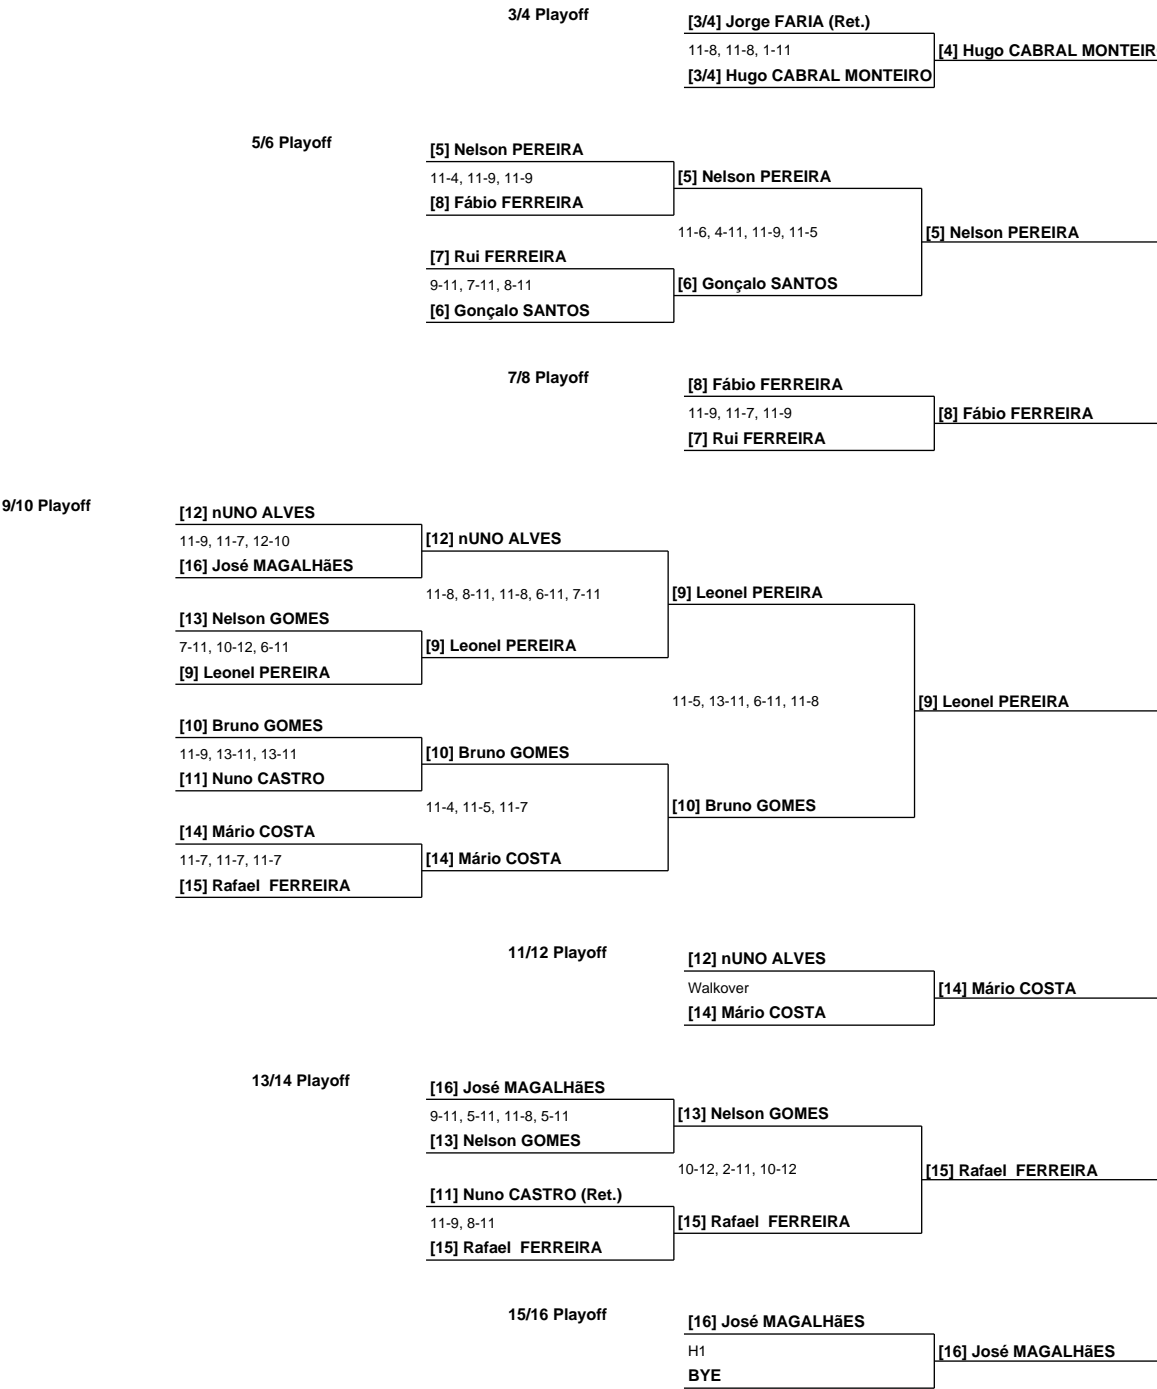 3/4 Playoff
[3/4] Jorge FARIA (Ret.)
11-8, 11-8, 1-11
[4] Hugo CABRAL MONTEIR
[3/4] Hugo CABRAL MONTEIRO
5/6 Playoff
[5] Nelson PEREIRA
11-4, 11-9, 11-9
[5] Nelson PEREIRA
[8] Fábio FERREIRA
11-6, 4-11, 11-9, 11-5
[5] Nelson PEREIRA
[7] Rui FERREIRA
9-11, 7-11, 8-11
[6] Gonçalo SANTOS
[6] Gonçalo SANTOS
7/8 Playoff
[8] Fábio FERREIRA
11-9, 11-7, 11-9
[8] Fábio FERREIRA
[7] Rui FERREIRA
9/10 Playoff
[12] nUNO ALVES
11-9, 11-7, 12-10
[12] nUNO ALVES
[16] José MAGALHãES
11-8, 8-11, 11-8, 6-11, 7-11
[9] Leonel PEREIRA
[13] Nelson GOMES
7-11, 10-12, 6-11
[9] Leonel PEREIRA
[9] Leonel PEREIRA
11-5, 13-11, 6-11, 11-8
[9] Leonel PEREIRA
[10] Bruno GOMES
11-9, 13-11, 13-11
[10] Bruno GOMES
[11] Nuno CASTRO
11-4, 11-5, 11-7
[10] Bruno GOMES
[14] Mário COSTA
11-7, 11-7, 11-7
[14] Mário COSTA
[15] Rafael  FERREIRA
11/12 Playoff
[12] nUNO ALVES
Walkover
[14] Mário COSTA
[14] Mário COSTA
13/14 Playoff
[16] José MAGALHãES
9-11, 5-11, 11-8, 5-11
[13] Nelson GOMES
[13] Nelson GOMES
10-12, 2-11, 10-12
[15] Rafael  FERREIRA
[11] Nuno CASTRO (Ret.)
11-9, 8-11
[15] Rafael  FERREIRA
[15] Rafael  FERREIRA
15/16 Playoff
[16] José MAGALHãES
H1
[16] José MAGALHãES
BYE